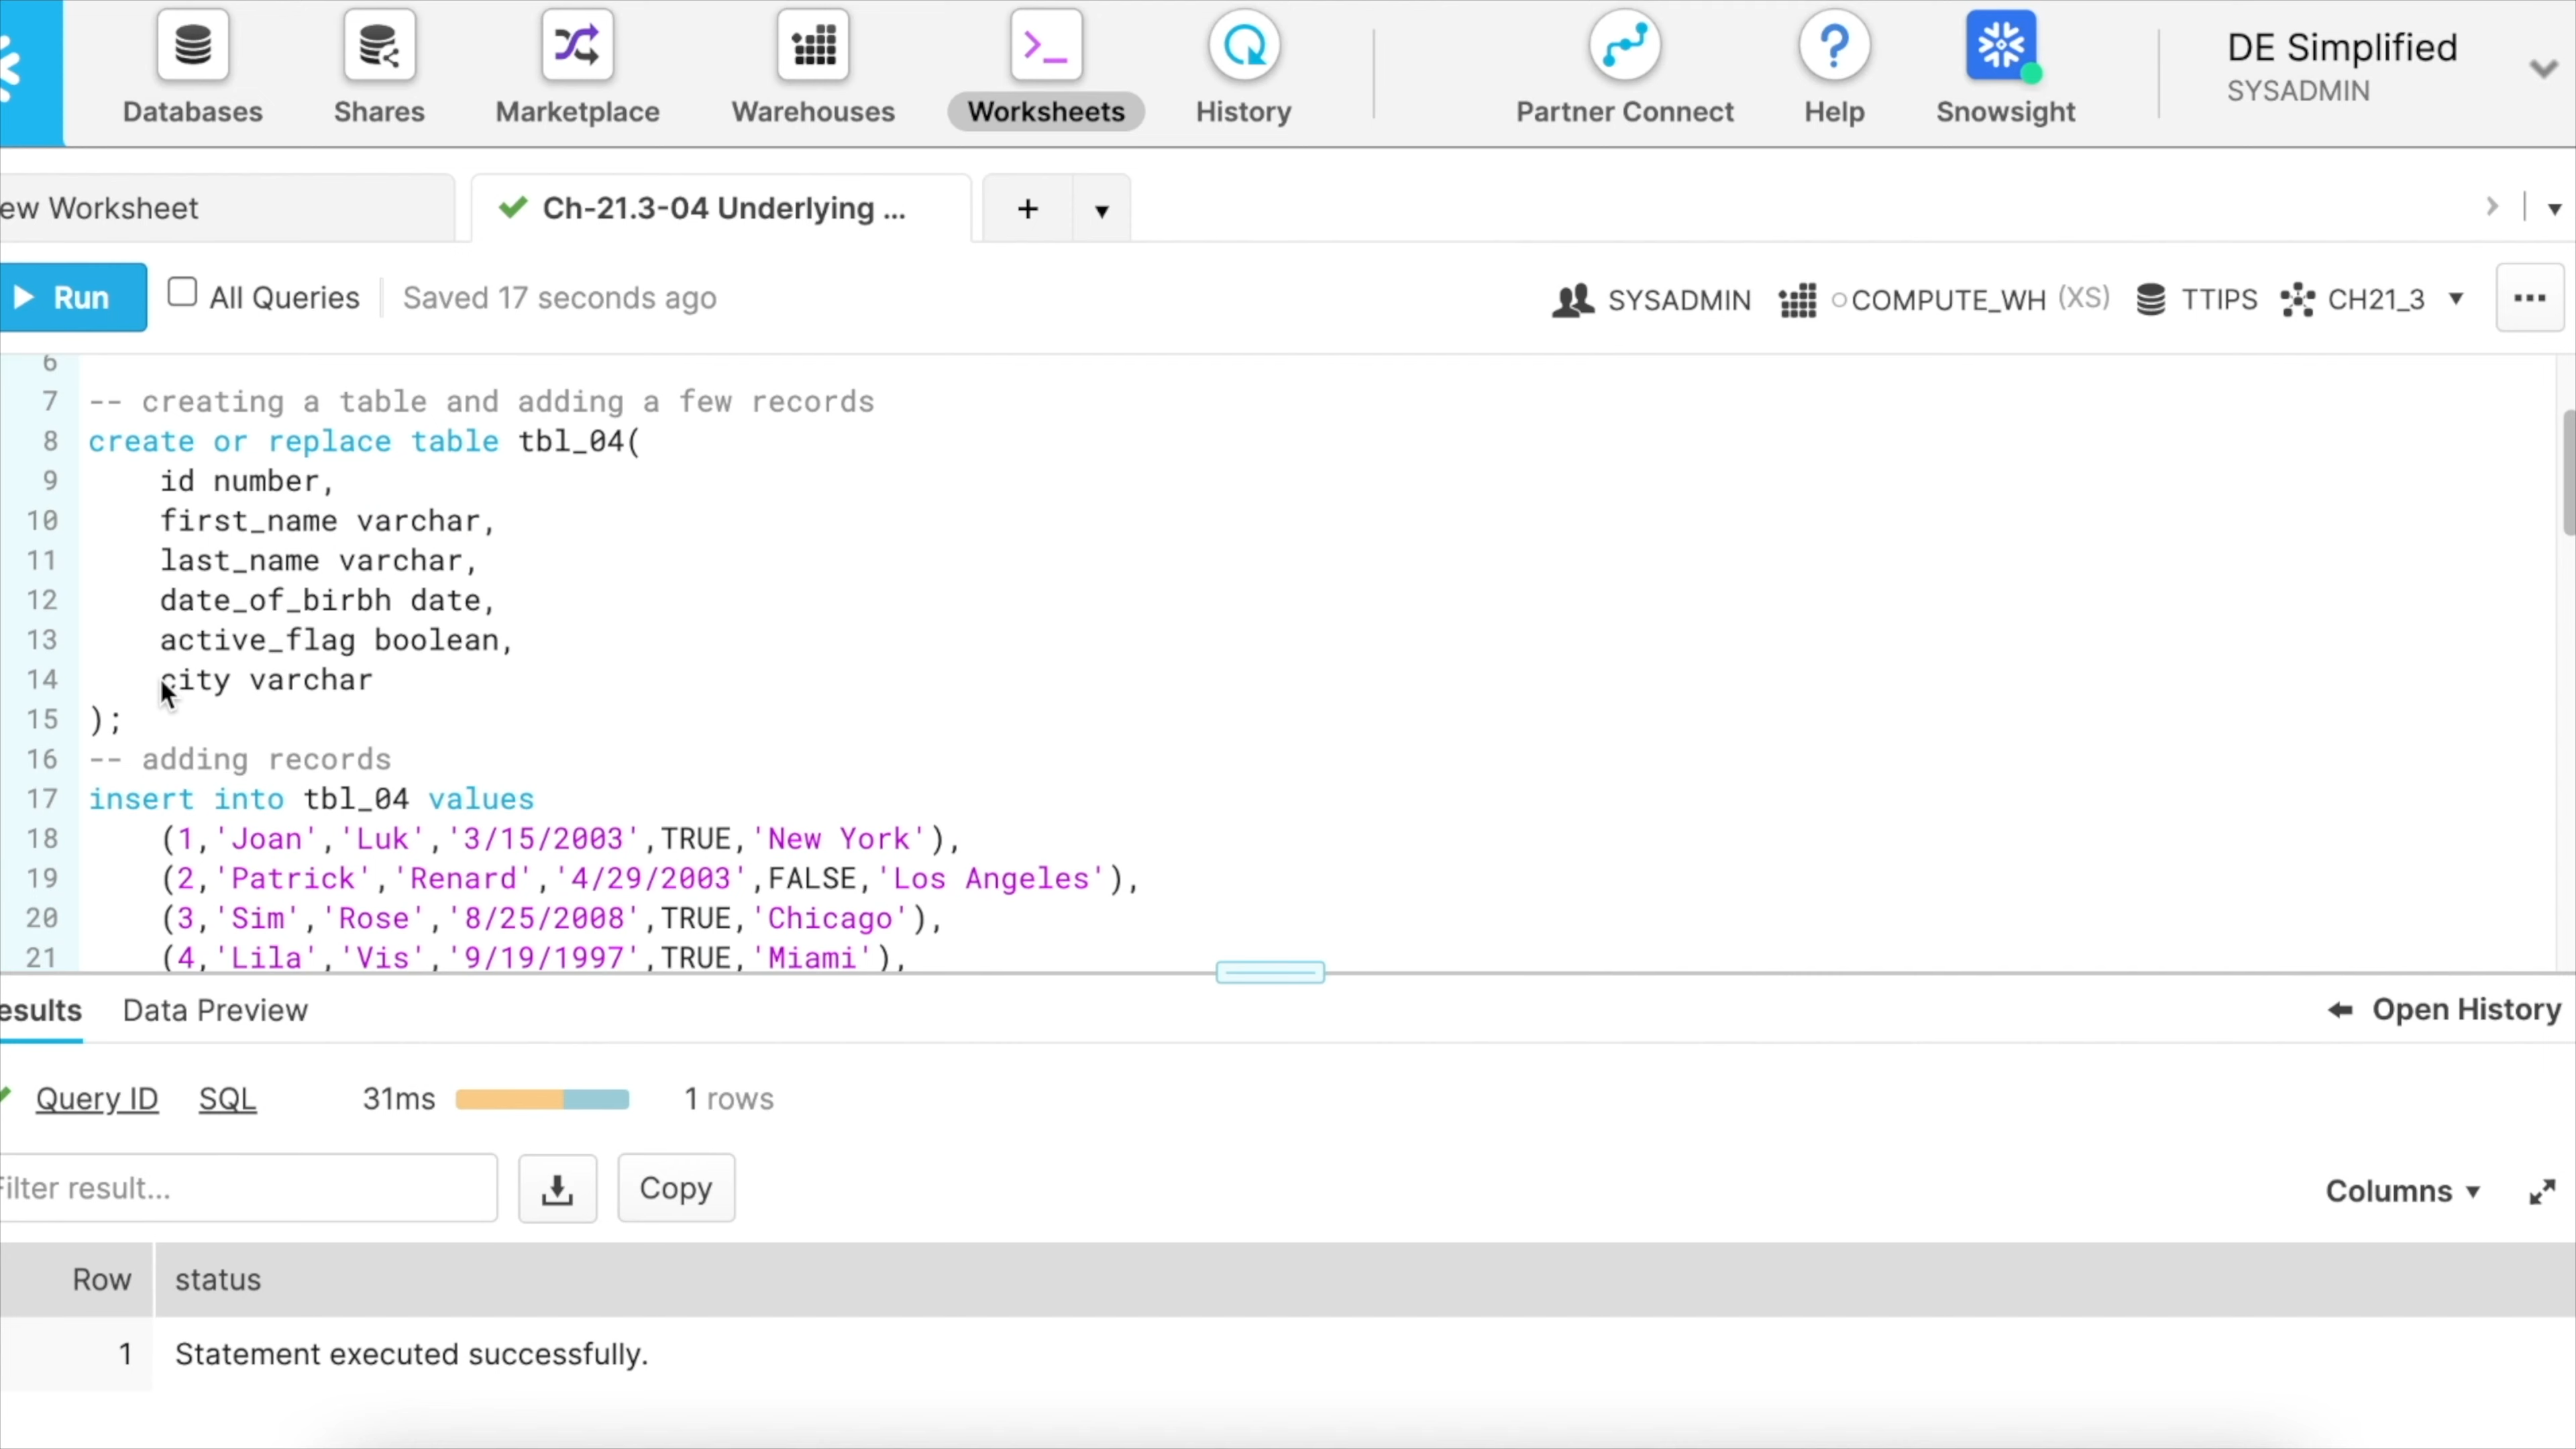 Databases Shares Marketplace Warehouses Worksheets History Partner Connect Help Snowsight
DE Simplified
SYSADMIN
ew Worksheet Ch-21.3-04 Underlying ... +
Run All Queries Saved 17 seconds ago SYSADMIN COMPUTE_WH (XS) TTIPS CH21_3 ...
6
7 -- creating a table and adding a few records
8 create or replace table tbl_04(
9 id number,
10 first_name varchar,
11 last_name varchar,
12 date_of_birbh date,
13 active_flag boolean,
14 city varchar
15 );
16 -- adding records
17 insert into tbl_04 values
18 (1,'Joan','Luk','3/15/2003',TRUE,'New York'),
19 (2,'Patrick','Renard','4/29/2003',FALSE,'Los Angeles'),
20 (3,'Sim','Rose','8/25/2008',TRUE,'Chicago'),
21 (4,'Lila','Vis','9/19/1997',TRUE,'Miami'),
esults Data Preview Open History
Query ID SQL 31ms 1 rows
Filter result... Copy Columns
Row status
1 Statement executed successfully.